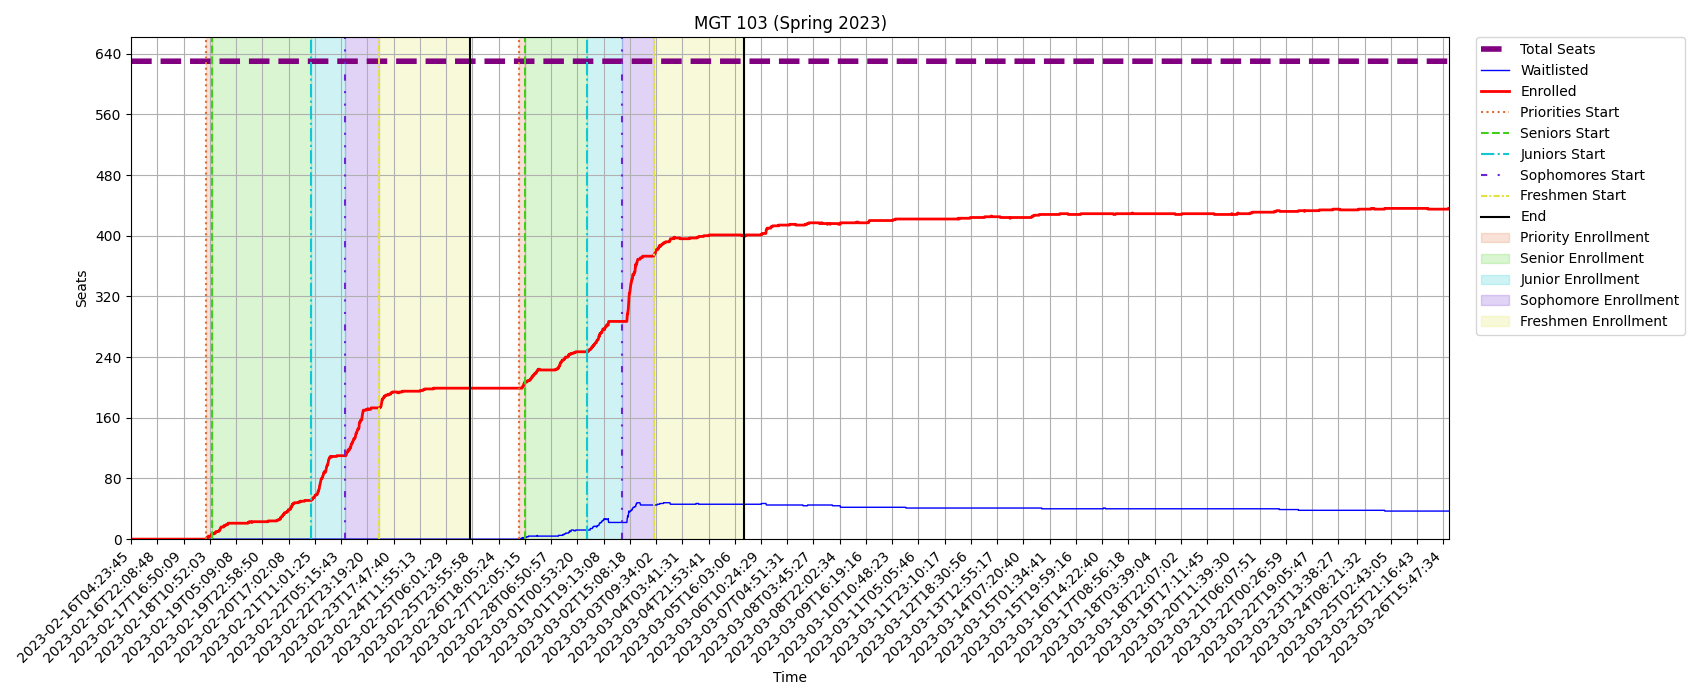 MGT 103 (Spring 2023)
Seats
640
560
480
400
320
240
160
80
0
2023-02-16T04:23:45
2023-02-16T22:08:48
2023-02-17T16:50:09
2023-02-18T10:52:03
2023-02-19T05:09:08
2023-02-19T22:58:50
2023-02-20T17:02:08
2023-02-21T11:01:25
2023-02-22T05:15:43
2023-02-22T23:19:20
2023-02-23T17:47:40
2023-02-24T11:55:13
2023-02-25T06:01:29
2023-02-25T23:55:58
2023-02-26T18:05:24
2023-02-27T12:05:15
2023-02-28T06:50:57
2023-03-01T00:53:20
2023-03-01T19:13:08
2023-03-02T15:08:18
2023-03-03T09:34:02
2023-03-04T03:41:31
2023-03-04T21:53:41
2023-03-05T16:03:06
2023-03-06T10:24:29
2023-03-07T04:51:31
2023-03-08T03:45:27
2023-03-08T22:02:34
2023-03-09T16:19:16
2023-03-10T10:48:23
2023-03-11T05:05:46
2023-03-11T23:10:17
2023-03-12T18:30:56
2023-03-13T12:55:17
2023-03-14T07:20:40
2023-03-15T01:34:41
2023-03-15T19:59:16
2023-03-16T14:22:40
2023-03-17T08:56:18
2023-03-18T03:39:04
2023-03-18T22:07:02
2023-03-19T17:11:45
2023-03-20T11:39:30
2023-03-21T06:07:51
2023-03-22T00:26:59
2023-03-22T19:05:47
2023-03-23T13:38:27
2023-03-24T08:21:32
2023-03-25T02:43:05
2023-03-25T21:16:43
2023-03-26T15:47:34
Time
Total Seats
Waitlisted
Enrolled
Priorities Start
Seniors Start
Juniors Start
Sophomores Start
Freshmen Start
End
Priority Enrollment
Senior Enrollment
Junior Enrollment
Sophomore Enrollment
Freshmen Enrollment